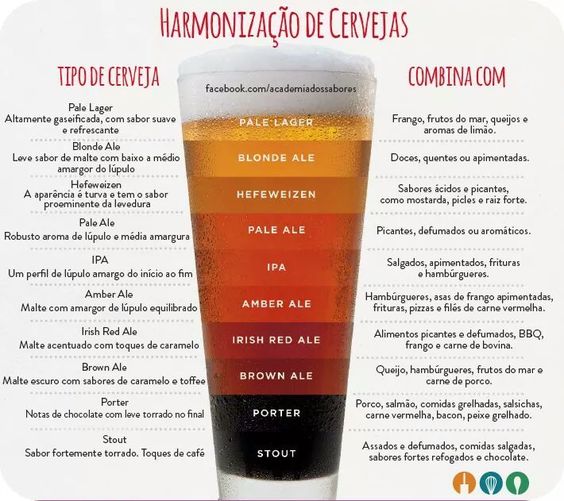 HARMONIZAÇÃO DE CERVEJAS
TIPO DE CERVEJA
facebook.com/academiadossabores
COMBINA COM
Pale Lager
Altamente gaseificada, com sabor suave
e refrescante
PALE LAGER
Frango, frutos do mar, queijos e
aromas de limão.
Blonde Ale
Leve sabor de malte com baixo a médio
amargor do lúpulo
BLONDE ALE
Doces, quentes ou apimentadas.
Hefeweizen
A aparência é turva e tem o sabor
proeminente da levedura
HEFEWEIZEN
Sabores ácidos e picantes,
como mostarda, picles e raiz forte.
Pale Ale
Robusto aroma de lúpulo e média amargura
PALE ALE
Picantes, defumados ou aromáticos.
IPA
Um perfil de lúpulo amargo do início ao fim
IPA
Salgados, apimentados, frituras
e hambúrgueres.
Amber Ale
Malte com amargor de lúpulo equilibrado
AMBER ALE
Hambúrgueres, asas de frango apimentadas,
frituras, pizzas e filés de carne vermelha.
Irish Red Ale
Malte acentuado com toques de caramelo
IRISH RED ALE
Alimentos picantes e defumados, BBQ,
frango e carne de bovina.
Brown Ale
Malte escuro com sabores de caramelo e toffee
BROWN ALE
Queijo, hambúrgueres, frutos do mar e
carne de porco.
Porter
Notas de chocolate com leve torrado no final
PORTER
Porco, salmão, comidas grelhadas, salsichas,
carne vermelha, bacon, peixe grelhado.
Stout
Sabor fortemente torrado. Toques de café
STOUT
Assados e defumados, comidas salgadas,
sabores fortes refogados e chocolate.